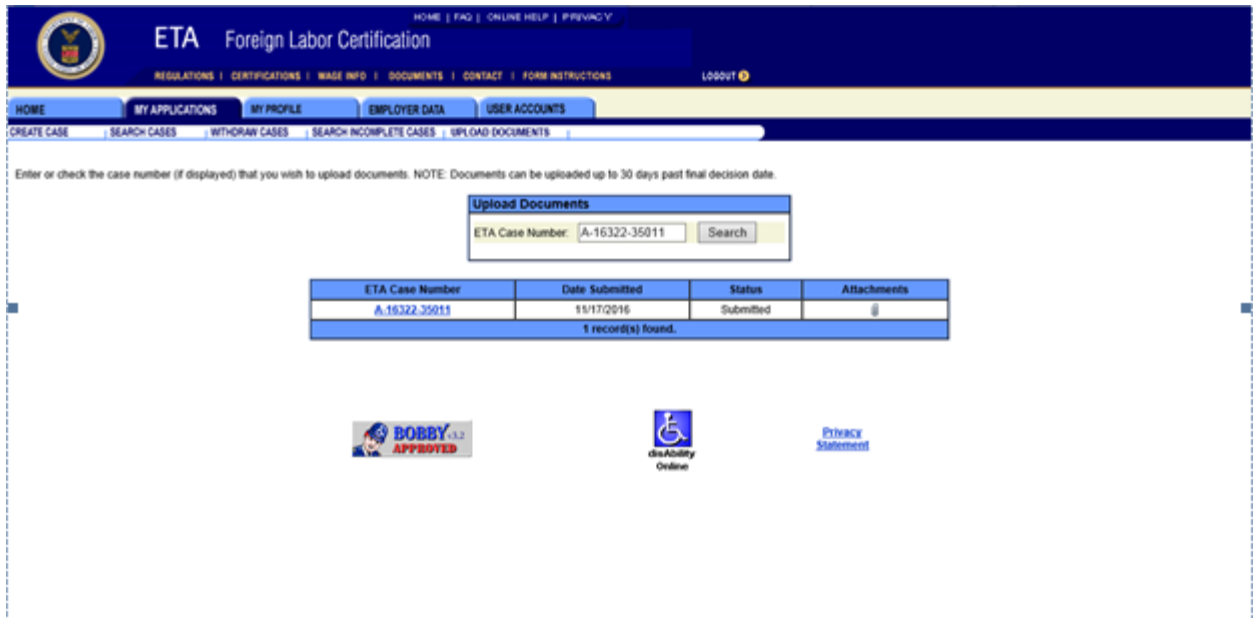 HOME | FAQ | ONLINE HELP | PRIVACY
ETA Foreign Labor Certification
REGULATIONS | CERTIFICATIONS | WAGE INFO | DOCUMENTS | CONTACT | FORM INSTRUCTIONS LOGOUT
HOME MY APPLICATIONS MY PROFILE EMPLOYER DATA USER ACCOUNTS
CREATE CASE | SEARCH CASES | WITHDRAW CASES | SEARCH INCOMPLETE CASES | UPLOAD DOCUMENTS |
Enter or check the case number (if displayed) that you wish to upload documents. NOTE: Documents can be uploaded up to 30 days past final decision date.
Upload Documents
ETA Case Number: A-16322-35011 Search
ETA Case Number Date Submitted Status Attachments
A-16322-35011 11/17/2016 Submitted
1 record(s) found.
BOBBY v3.2
APPROVED
disAbility
Online
Privacy
Statement